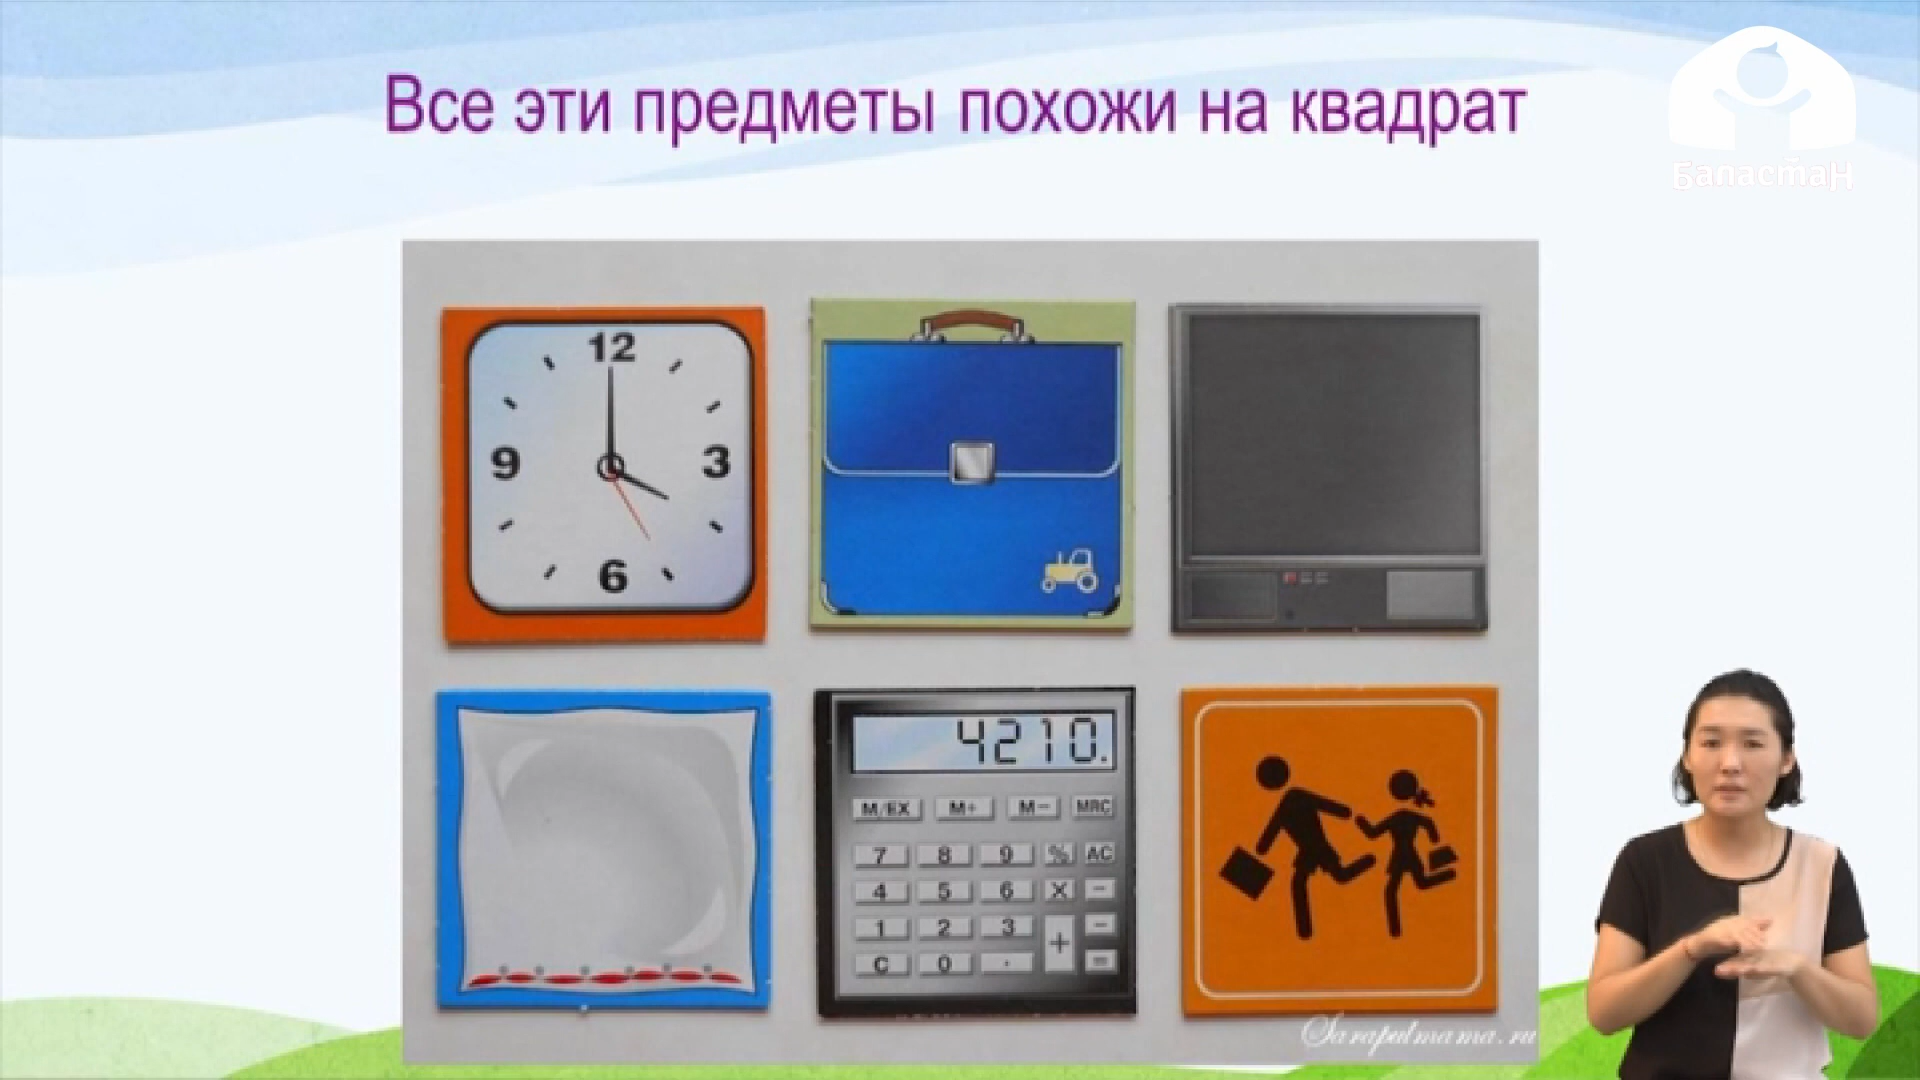 Все эти предметы похожи на квадрат
баластан
12
9 3
6
4210.
M/EX M+ M− MRC
7 8 9 % AC
4 5 6 X −
1 2 3 + −
C 0 . =
Sarapulmama.ru